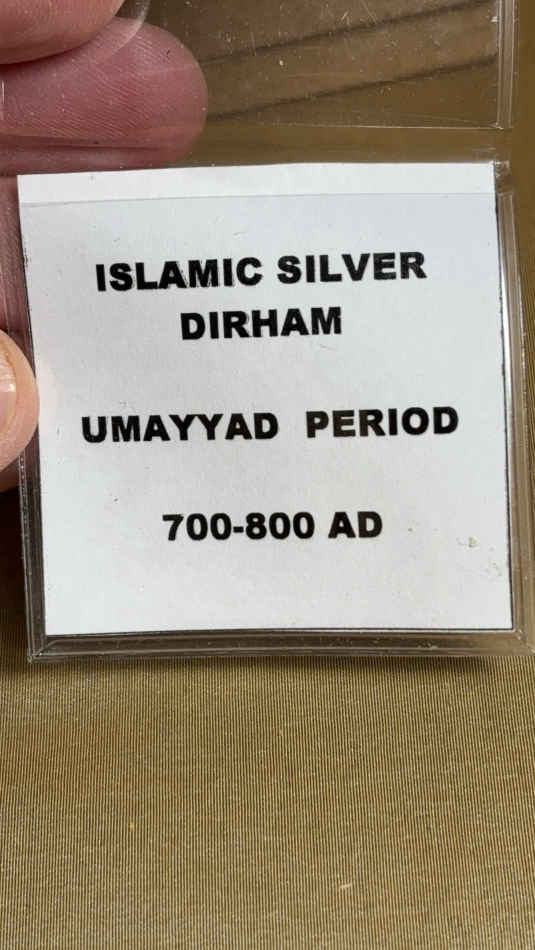 ISLAMIC SILVER
DIRHAM
UMAYYAD PERIOD
700-800 AD